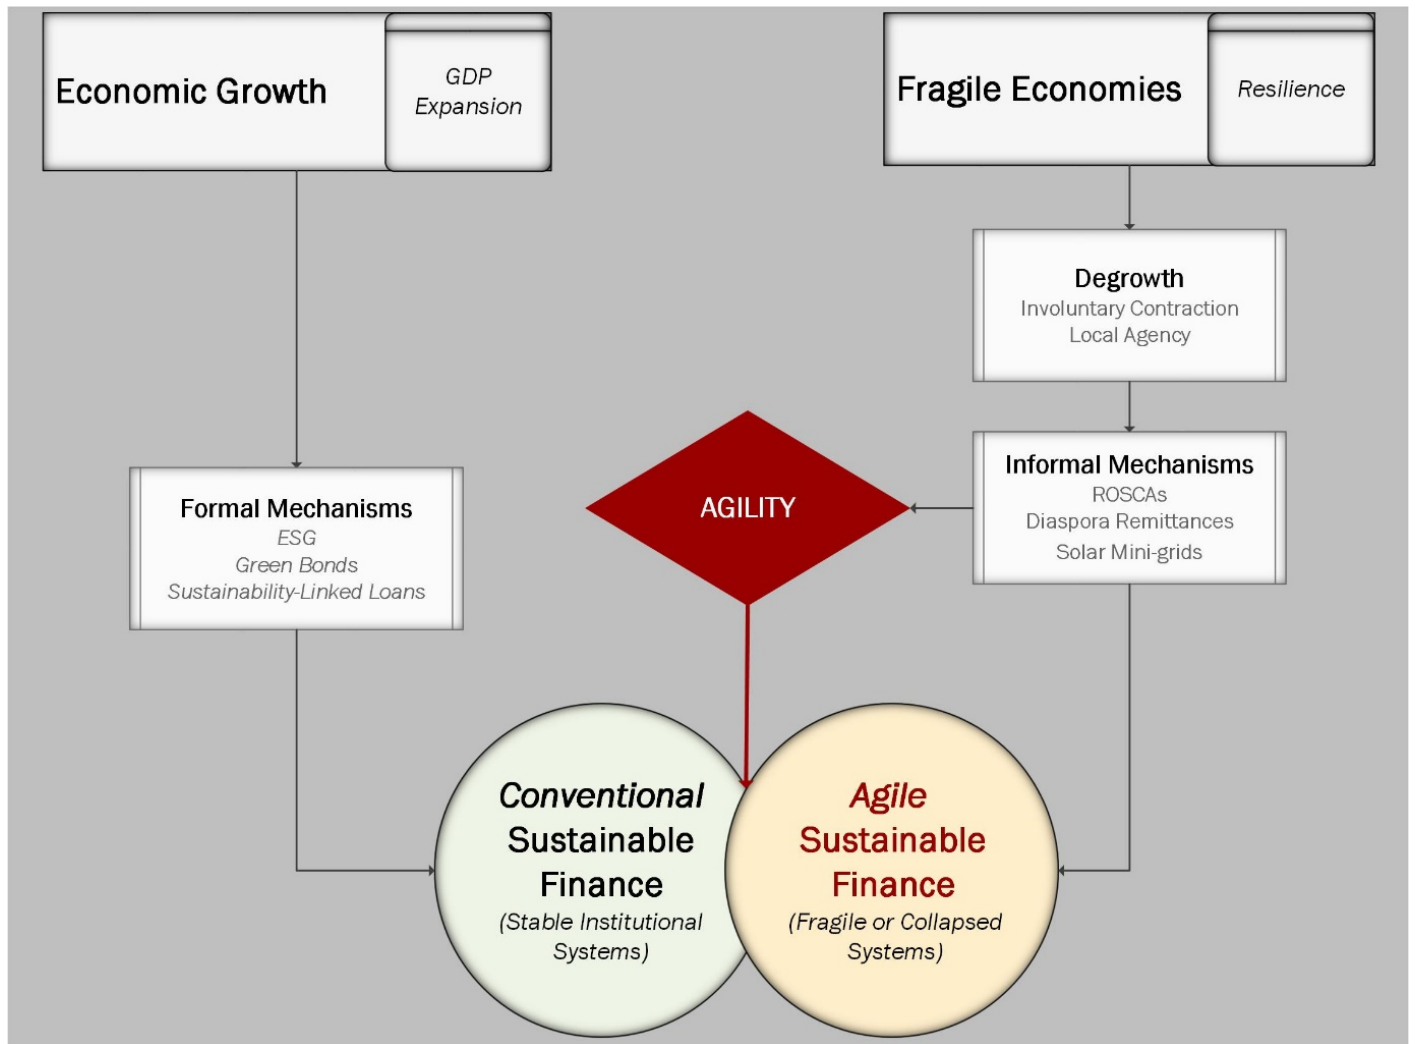 Economic Growth
GDP
Expansion
Fragile Economies
Resilience
Degrowth
Involuntary Contraction
Local Agency
Informal Mechanisms
ROSCAs
Diaspora Remittances
Solar Mini-grids
AGILITY
Formal Mechanisms
ESG
Green Bonds
Sustainability-Linked Loans
Conventional
Sustainable
Finance
(Stable Institutional
Systems)
Agile
Sustainable
Finance
(Fragile or Collapsed
Systems)